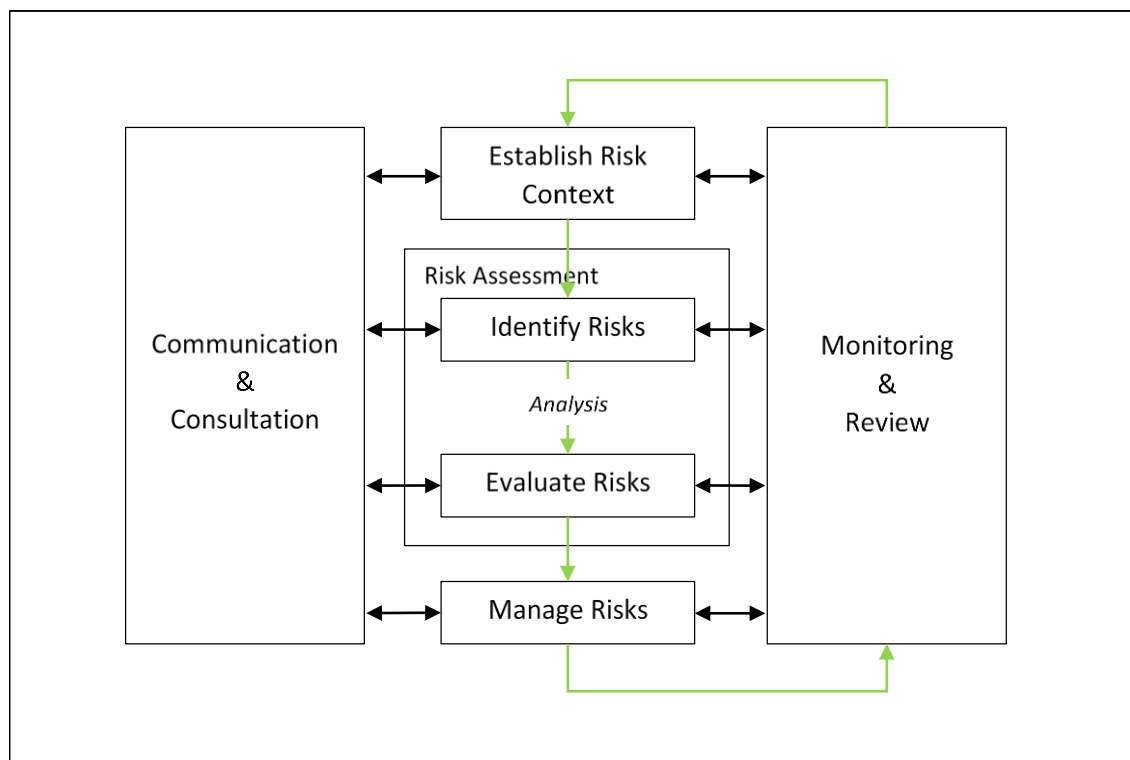 Establish Risk
Context
Risk Assessment
Identify Risks
Communication
&
Consultation
Monitoring
&
Review
Analysis
Evaluate Risks
Manage Risks